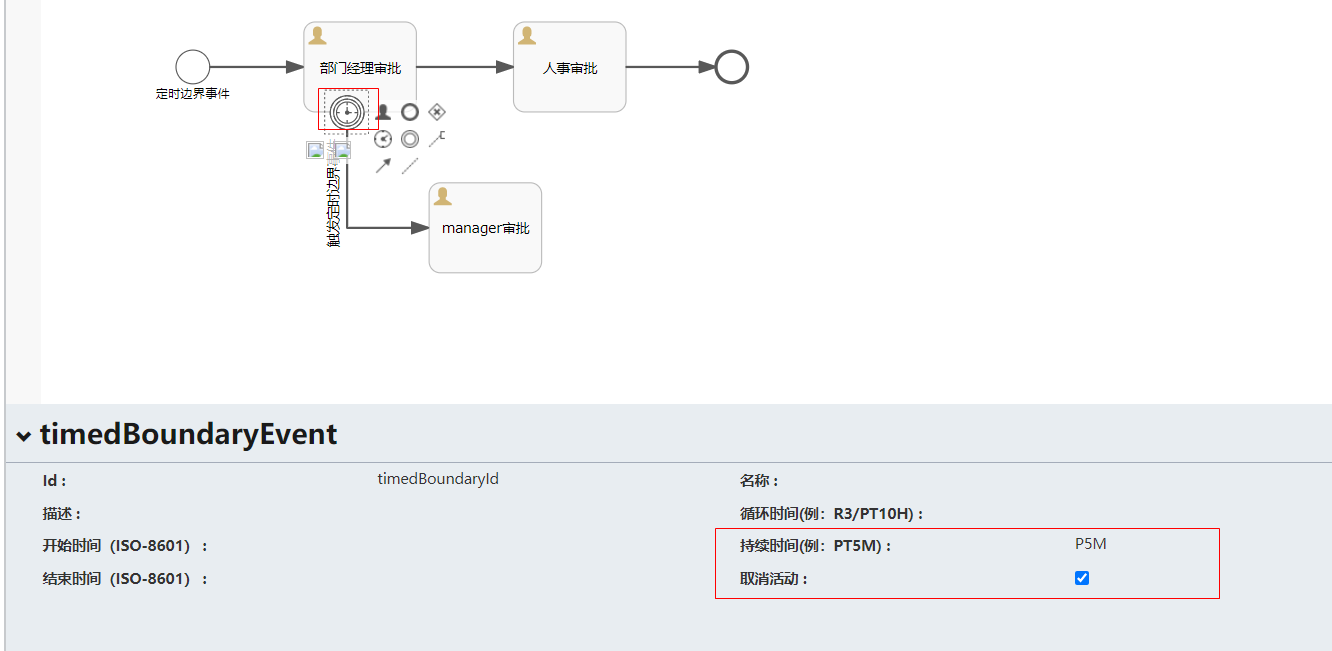 部门经理审批
人事审批
定时边界事件
触发定时边界
manager审批
timedBoundaryEvent
Id :
timedBoundaryId
名称 :
描述 :
循环时间(例：R3/PT10H) :
开始时间（ISO-8601） :
持续时间(例：PT5M) :
P5M
结束时间（ISO-8601） :
取消活动 :